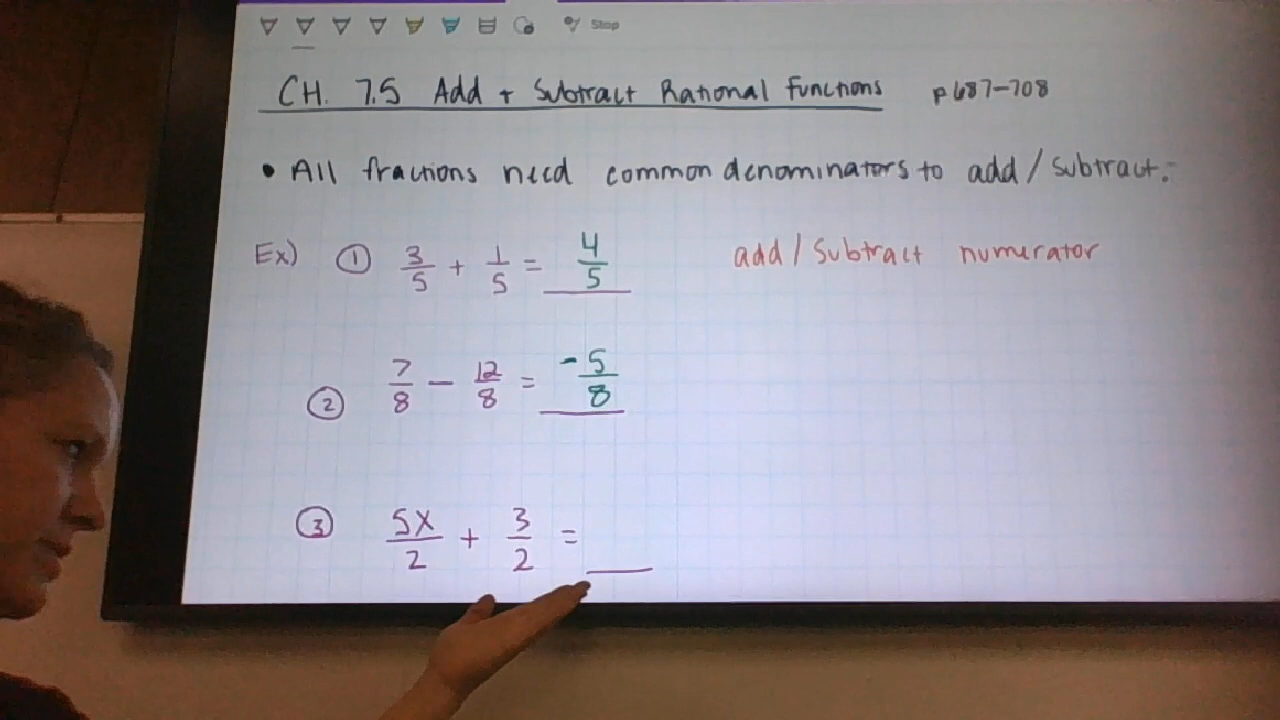 Stop
CH. 7.5 Add + Subtract Rational Functions p 687-708
• All fractions need common denominators to add / subtract.
Ex) ① 3/5 + 1/5 = 4/5 add / subtract numerator
② 7/8 - 12/8 = -5/8
③ 5x/2 + 3/2 = __